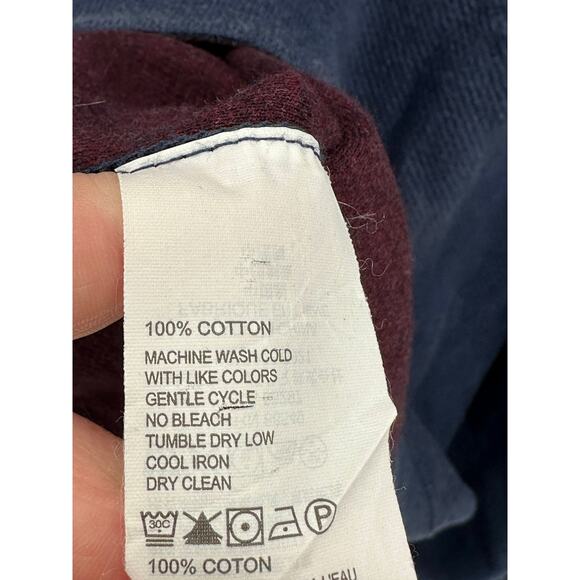 100% COTTON
MACHINE WASH COLD
WITH LIKE COLORS
GENTLE CYCLE
NO BLEACH
TUMBLE DRY LOW
COOL IRON
DRY CLEAN
30C P
100% COTON
L'EAU